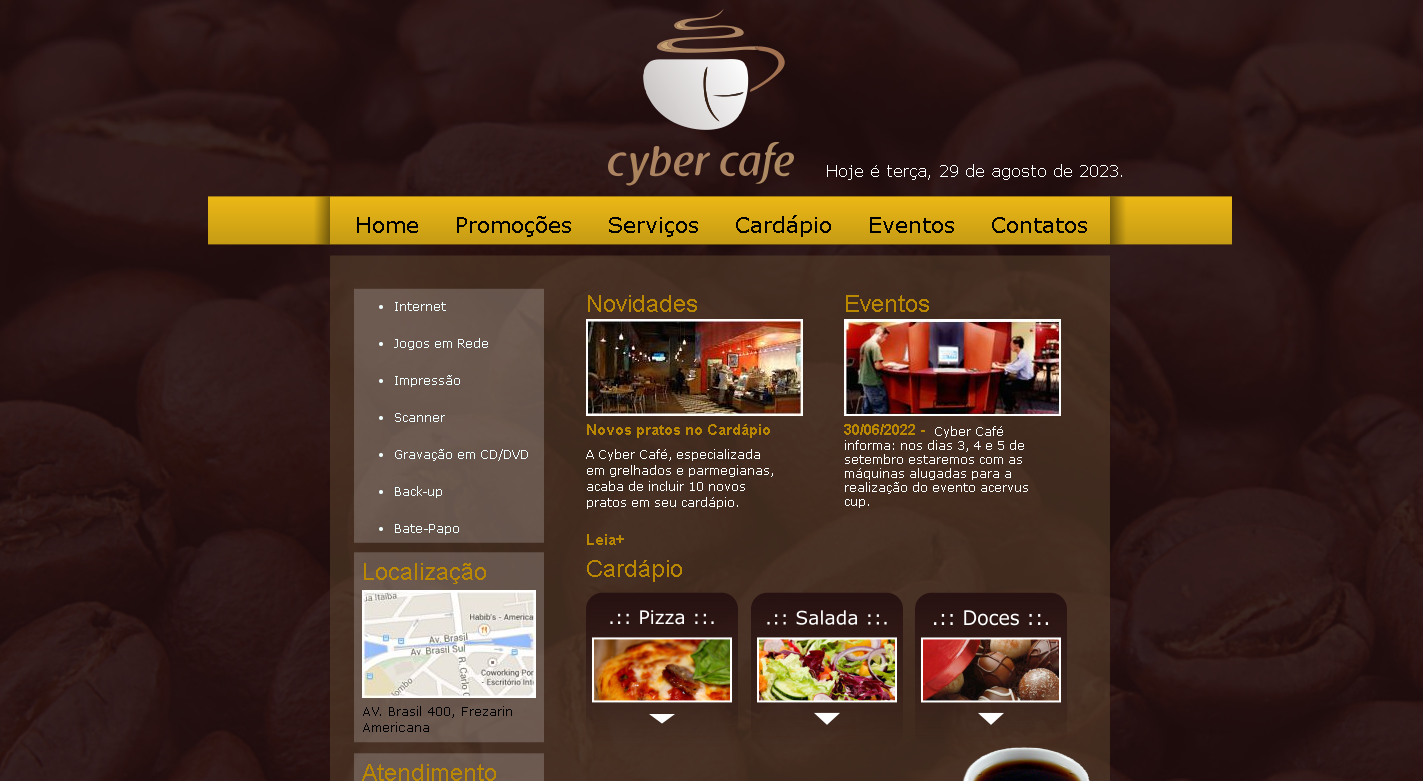 cyber cafe
Hoje é terça, 29 de agosto de 2023.
Home
Promoções
Serviços
Cardápio
Eventos
Contatos
Internet
Jogos em Rede
Impressão
Scanner
Gravação em CD/DVD
Back-up
Bate-Papo
Localização
ua Itaíba
Habib's - America
Av. Brasil
Av. Brasil Sul
R. Carlo
Coworking Por
- Escritório Int
lombo
AV. Brasil 400, Frezarin
Americana
Atendimento
Novidades
Novos pratos no Cardápio
A Cyber Café, especializada
em grelhados e parmegianas,
acaba de incluir 10 novos
pratos em seu cardápio.
Leia+
Eventos
30/06/2022 - Cyber Café
informa: nos dias 3, 4 e 5 de
setembro estaremos com as
máquinas alugadas para a
realização do evento acervus
cup.
Cardápio
.:: Pizza ::.
.:: Salada ::.
.:: Doces ::.